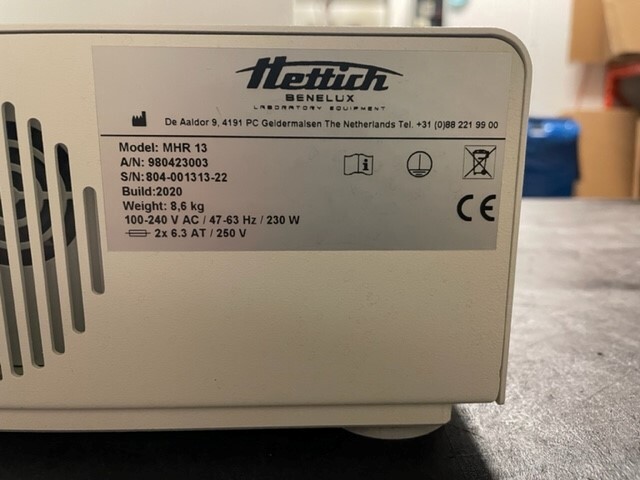 Hettich
BENELUX
LABORATORY EQUIPMENT
De Aaldor 9, 4191 PC Geldermalsen The Netherlands Tel. +31 (0)88 221 99 00
Model: MHR 13
A/N: 980423003
S/N:804-001313-22
Build:2020
Weight: 8,6 kg
100-240 V AC / 47-63 Hz / 230 W
2x 6.3 AT / 250 V
i
CE